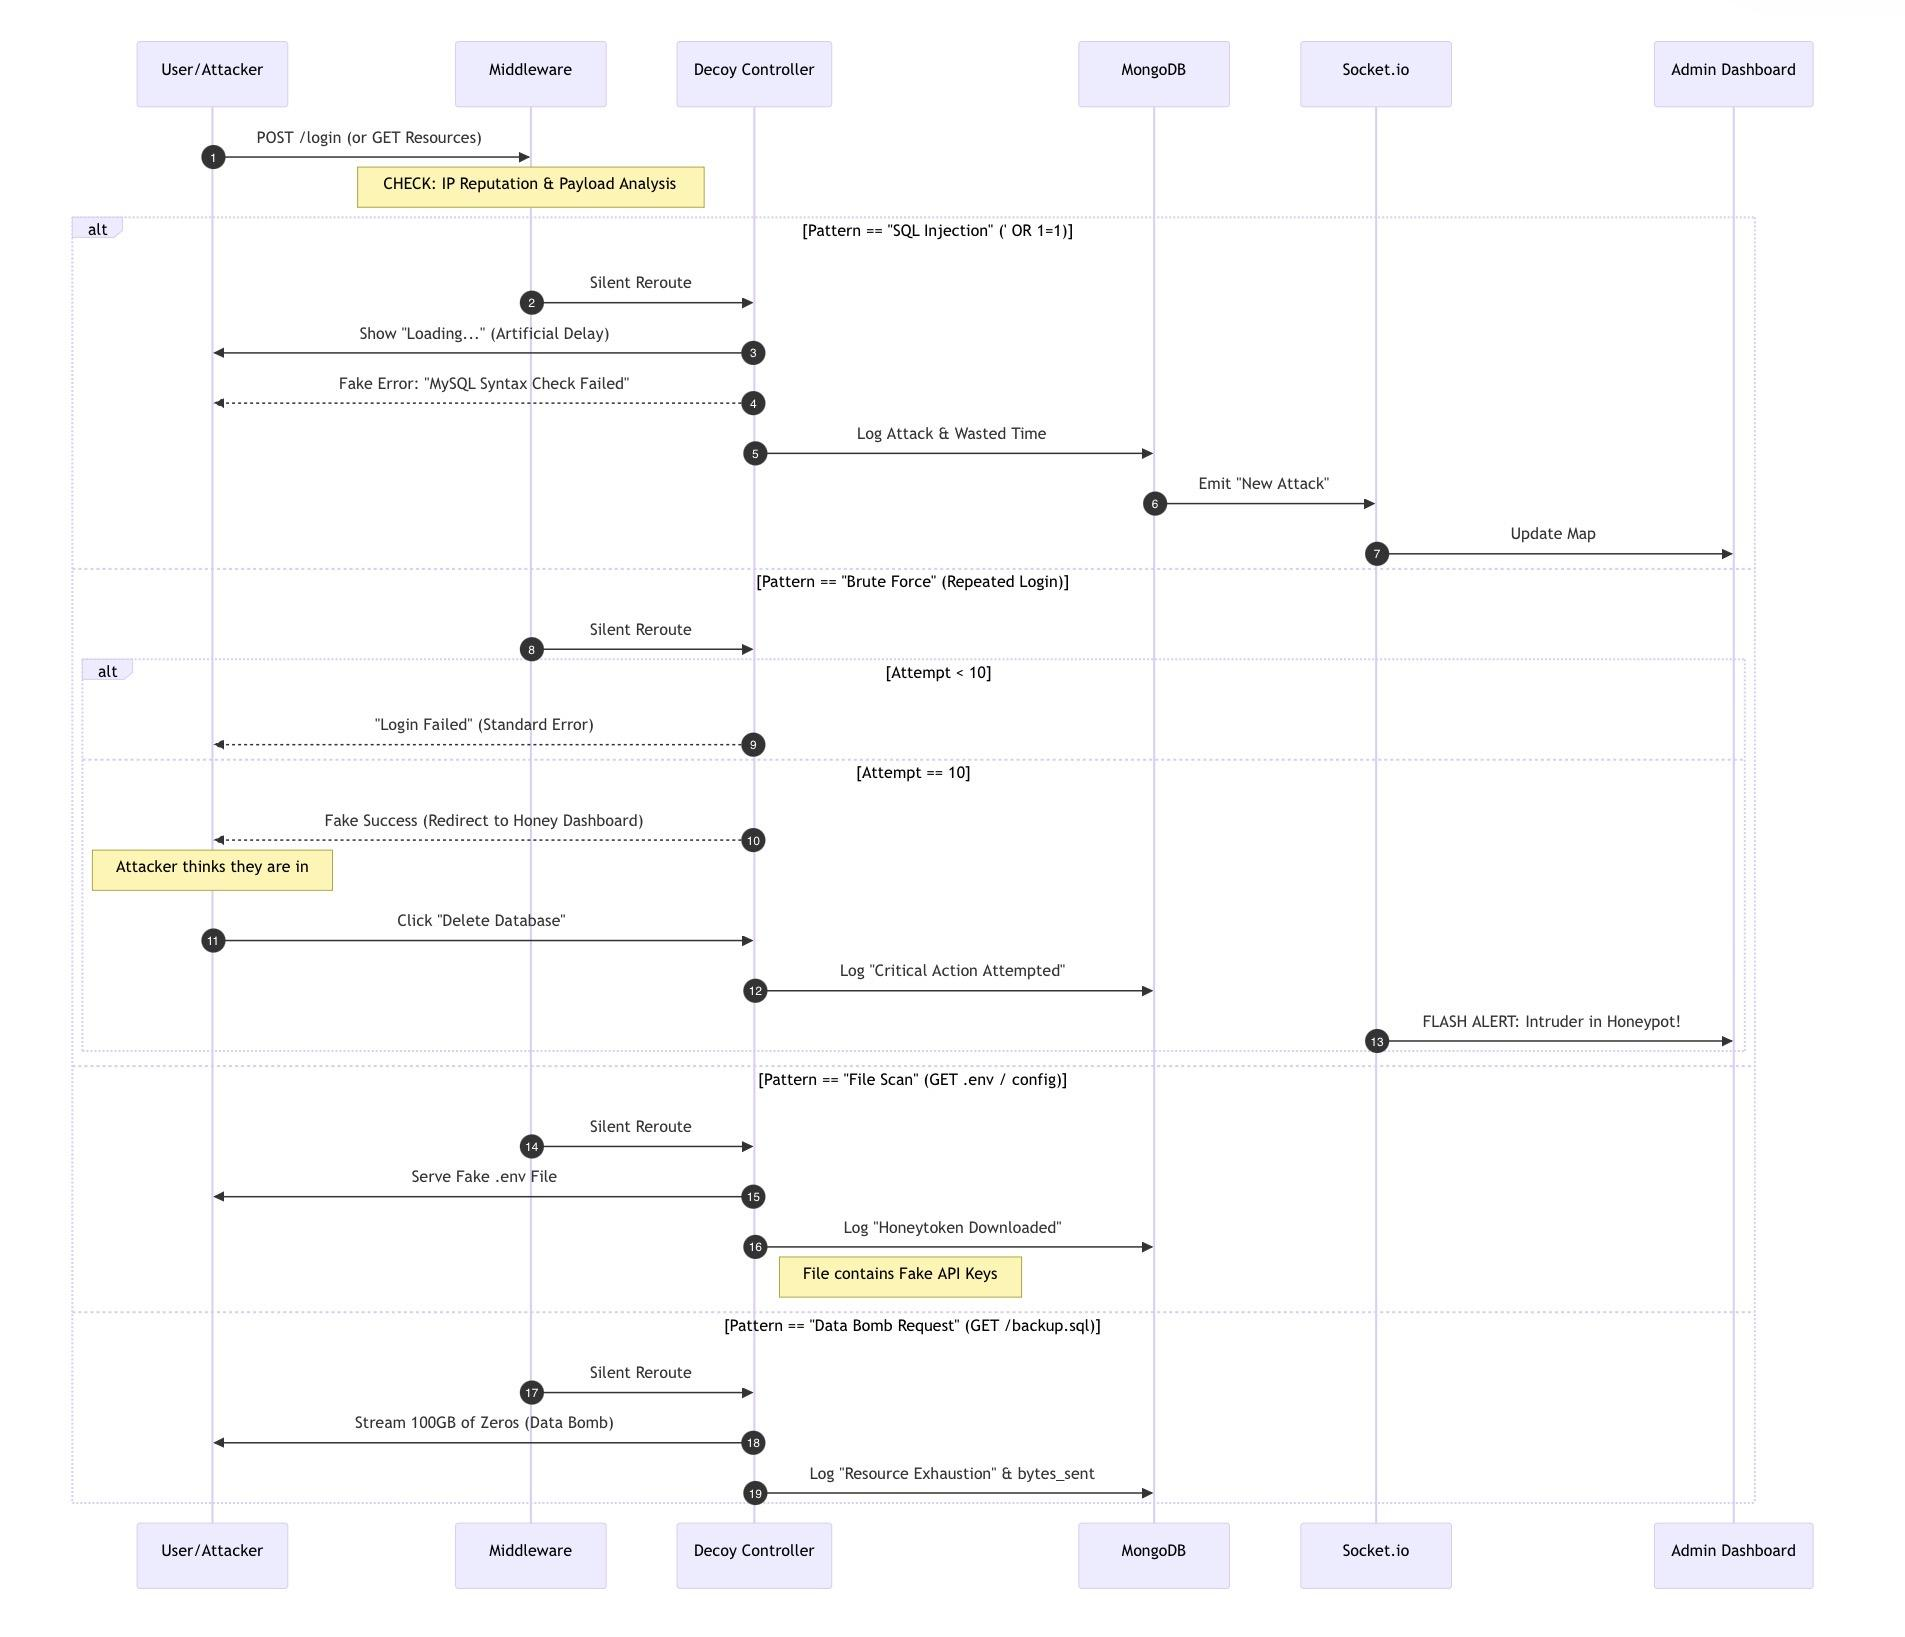 User/Attacker
Middleware
Decoy Controller
MongoDB
Socket.io
Admin Dashboard
POST /login (or GET Resources)
1
CHECK: IP Reputation & Payload Analysis
alt
[Pattern == "SQL Injection" (' OR 1=1)]
Silent Reroute
2
Show "Loading..." (Artificial Delay)
3
Fake Error: "MySQL Syntax Check Failed"
4
Log Attack & Wasted Time
5
Emit "New Attack"
6
Update Map
7
[Pattern == "Brute Force" (Repeated Login)]
Silent Reroute
8
alt
[Attempt < 10]
"Login Failed" (Standard Error)
9
[Attempt == 10]
Fake Success (Redirect to Honey Dashboard)
10
Attacker thinks they are in
Click "Delete Database"
11
Log "Critical Action Attempted"
12
FLASH ALERT: Intruder in Honeypot!
13
[Pattern == "File Scan" (GET .env / config)]
Silent Reroute
14
Serve Fake .env File
15
Log "Honeytoken Downloaded"
16
File contains Fake API Keys
[Pattern == "Data Bomb Request" (GET /backup.sql)]
Silent Reroute
17
Stream 100GB of Zeros (Data Bomb)
18
Log "Resource Exhaustion" & bytes_sent
19
User/Attacker
Middleware
Decoy Controller
MongoDB
Socket.io
Admin Dashboard